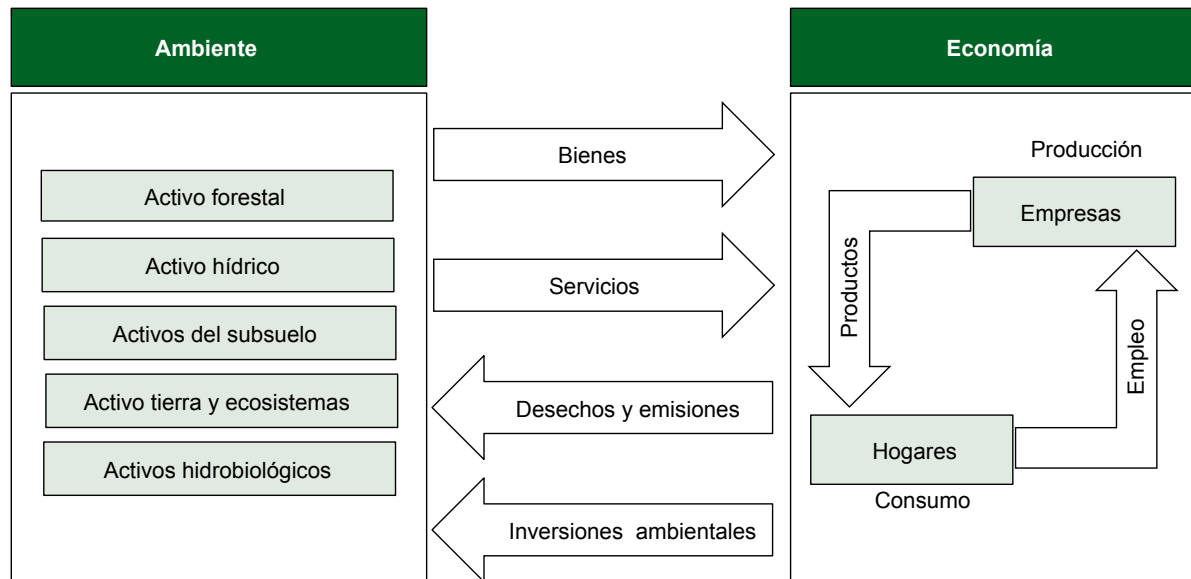 Ambiente
Economía
Activo forestal
Activo hídrico
Activos del subsuelo
Activo tierra y ecosistemas
Activos hidrobiológicos
Bienes
Servicios
Desechos y emisiones
Inversiones ambientales
Producción
Empresas
Productos
Empleo
Hogares
Consumo